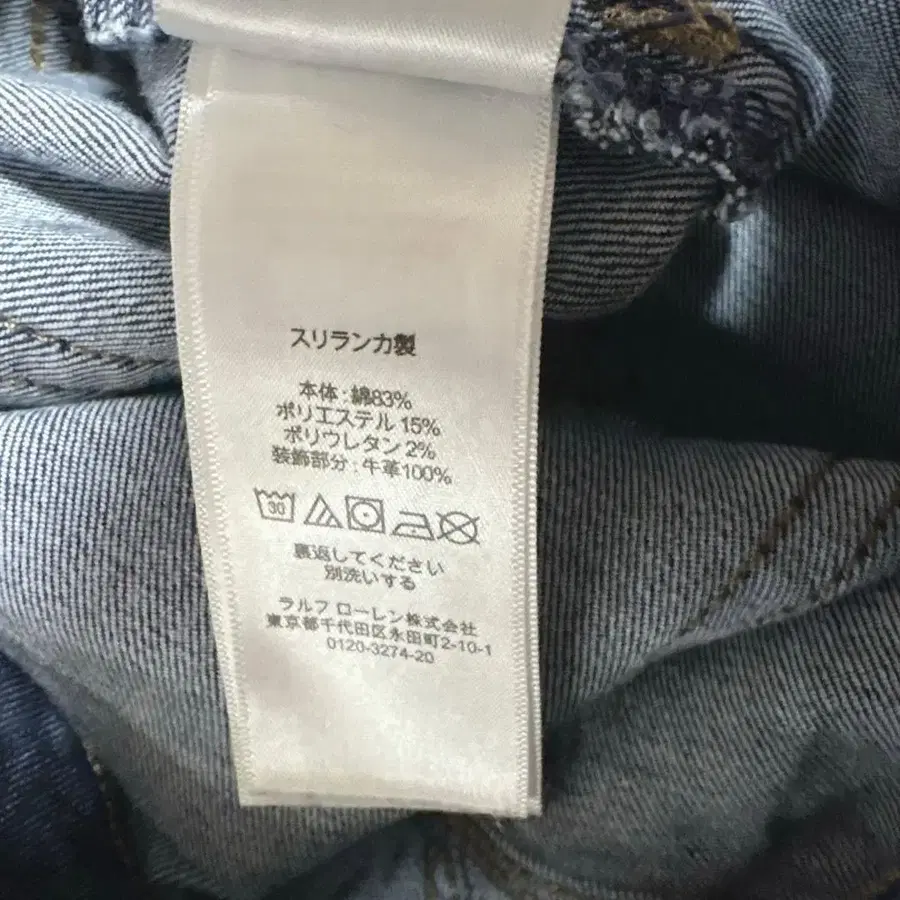 スリランカ製
本体:綿83%
ポリエステル 15%
ポリウレタン 2%
装飾部分:牛革100%
30
裏返してください
別洗いする
ラルフ ローレン株式会社
東京都千代田区永田町2-10-1
0120-3274-20